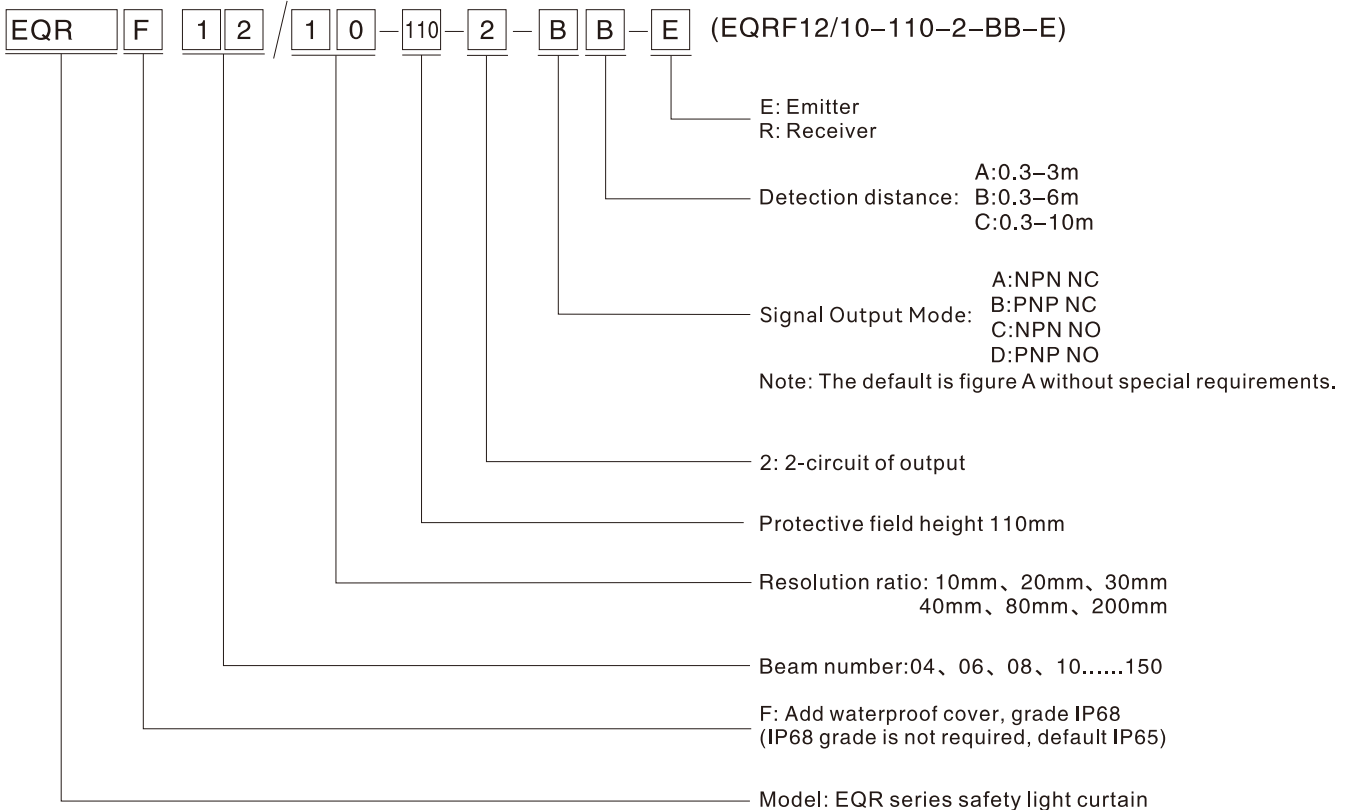 EQR F 1 2 / 1 0 – 110 – 2 – B B – E (EQRF12/10–110–2–BB–E)
E: Emitter
R: Receiver
A:0.3–3m
Detection distance: B:0.3–6m
C:0.3–10m
A:NPN NC
B:PNP NC
Signal Output Mode:
C:NPN NO
D:PNP NO
Note: The default is figure A without special requirements.
2: 2-circuit of output
Protective field height 110mm
Resolution ratio: 10mm、20mm、30mm
40mm、80mm、200mm
Beam number:04、06、08、10......150
F: Add waterproof cover, grade IP68
(IP68 grade is not required, default IP65)
Model: EQR series safety light curtain